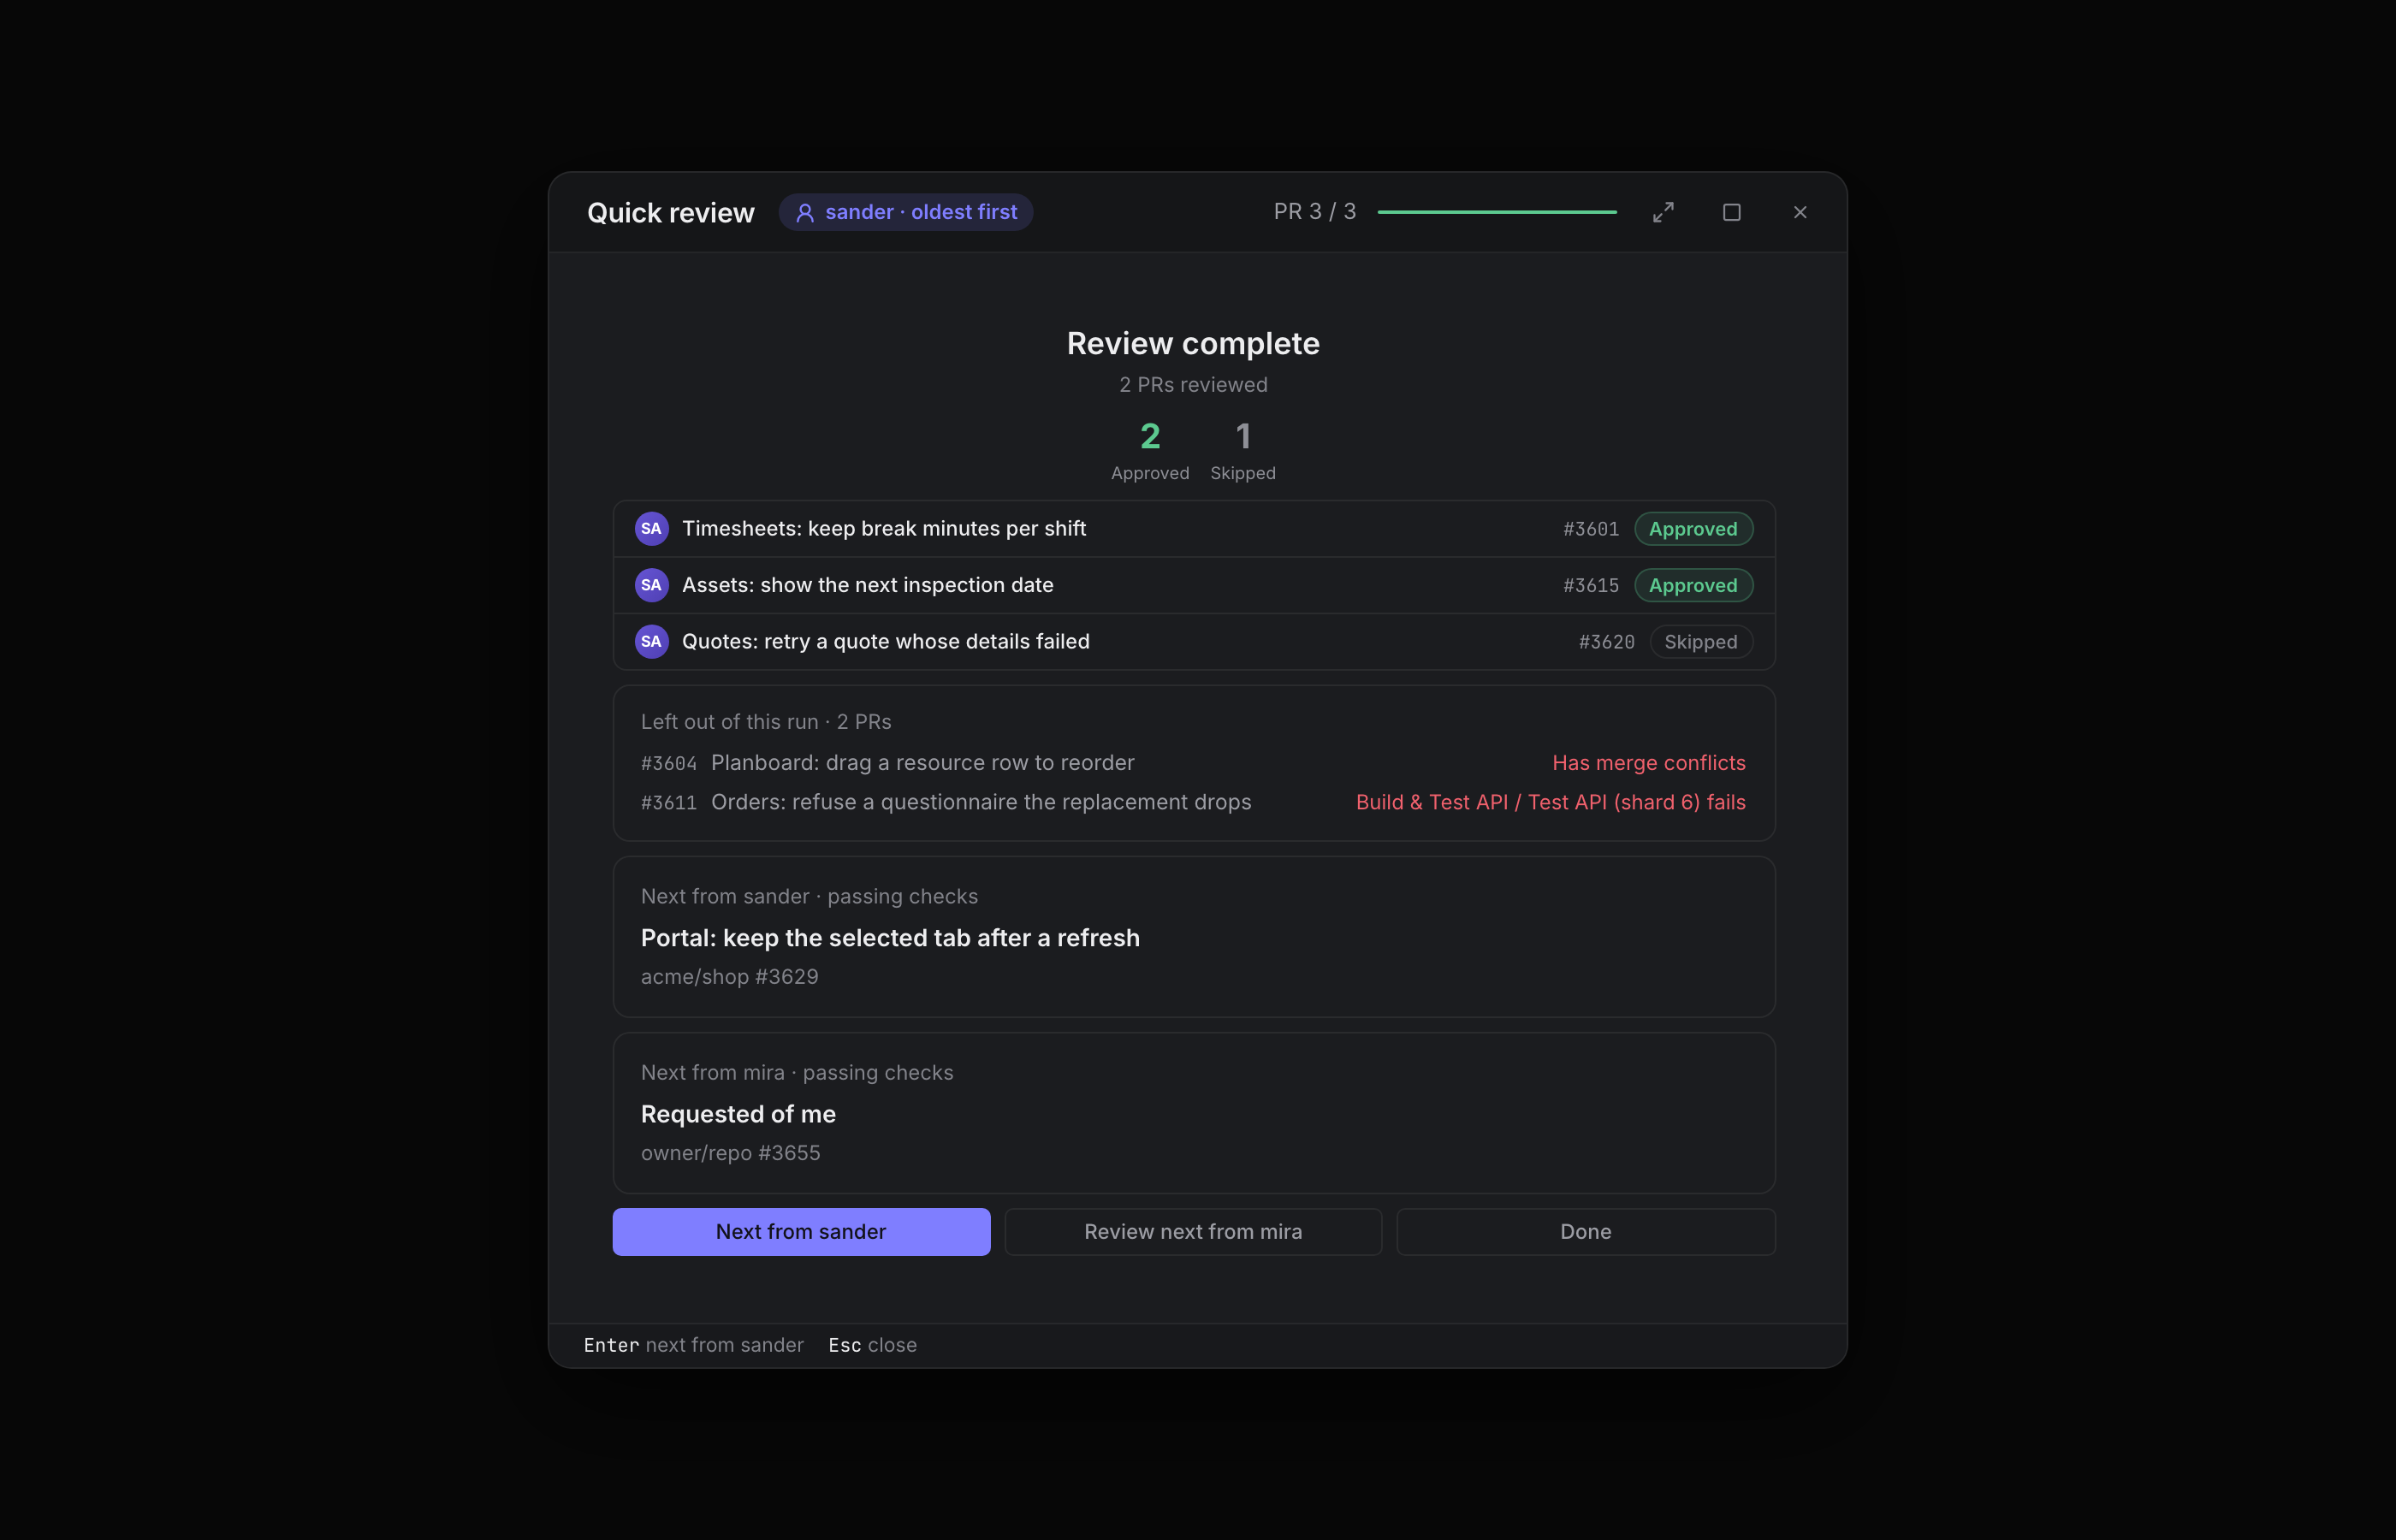 Quick review
sander · oldest first
PR 3 / 3
Review complete
2 PRs reviewed
2 1
Approved Skipped
SA Timesheets: keep break minutes per shift #3601 Approved
SA Assets: show the next inspection date #3615 Approved
SA Quotes: retry a quote whose details failed #3620 Skipped
Left out of this run · 2 PRs
#3604 Planboard: drag a resource row to reorder Has merge conflicts
#3611 Orders: refuse a questionnaire the replacement drops Build & Test API / Test API (shard 6) fails
Next from sander · passing checks
Portal: keep the selected tab after a refresh
acme/shop #3629
Next from mira · passing checks
Requested of me
owner/repo #3655
Next from sander Review next from mira Done
Enter next from sander Esc close